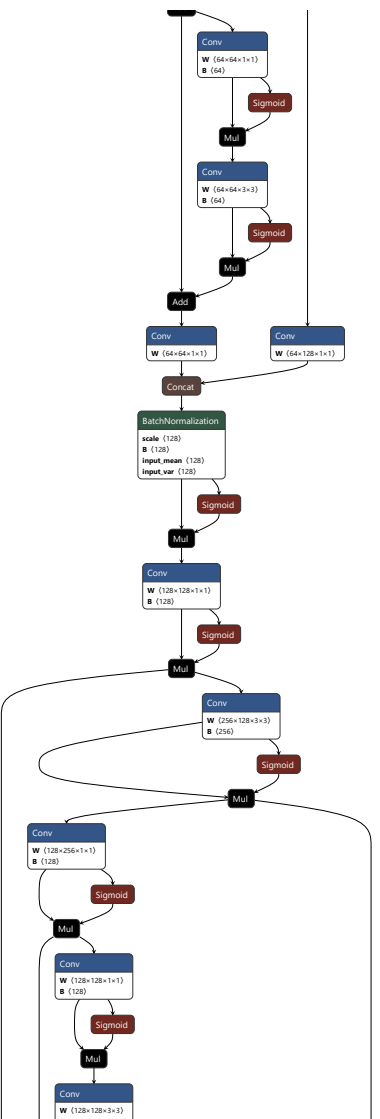 Conv
W ⟨64×64×1×1⟩
B ⟨64⟩
Sigmoid
Mul
Conv
W ⟨64×64×3×3⟩
B ⟨64⟩
Sigmoid
Mul
Add
Conv
W ⟨64×64×1×1⟩
Conv
W ⟨64×128×1×1⟩
Concat
BatchNormalization
scale ⟨128⟩
B ⟨128⟩
input_mean ⟨128⟩
input_var ⟨128⟩
Sigmoid
Mul
Conv
W ⟨128×128×1×1⟩
B ⟨128⟩
Sigmoid
Mul
Conv
W ⟨256×128×3×3⟩
B ⟨256⟩
Sigmoid
Mul
Conv
W ⟨128×256×1×1⟩
B ⟨128⟩
Sigmoid
Mul
Conv
W ⟨128×128×1×1⟩
B ⟨128⟩
Sigmoid
Mul
Conv
W ⟨128×128×3×3⟩